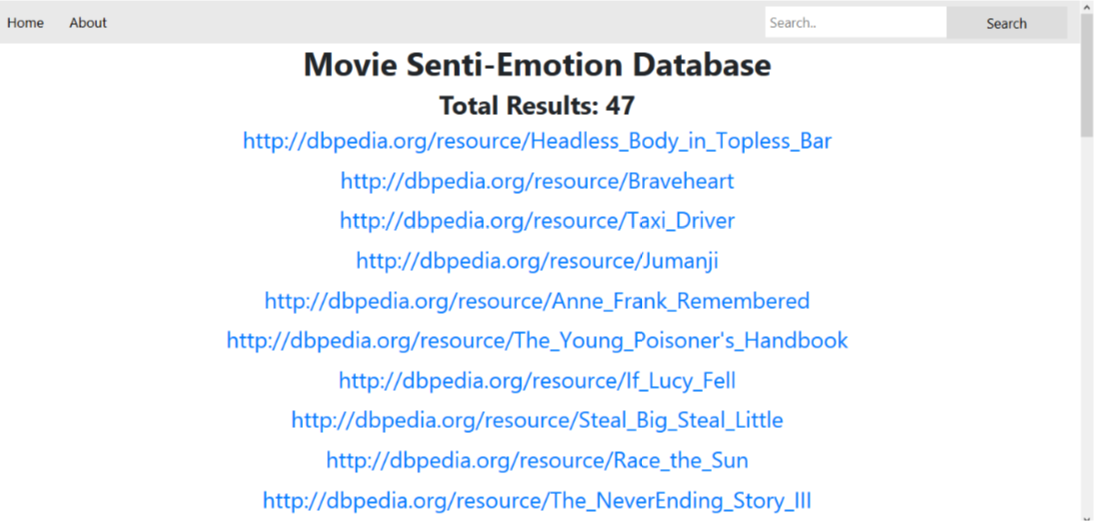 Home About Search.. Search
Movie Senti-Emotion Database
Total Results: 47
http://dbpedia.org/resource/Headless_Body_in_Topless_Bar
http://dbpedia.org/resource/Braveheart
http://dbpedia.org/resource/Taxi_Driver
http://dbpedia.org/resource/Jumanji
http://dbpedia.org/resource/Anne_Frank_Remembered
http://dbpedia.org/resource/The_Young_Poisoner's_Handbook
http://dbpedia.org/resource/If_Lucy_Fell
http://dbpedia.org/resource/Steal_Big_Steal_Little
http://dbpedia.org/resource/Race_the_Sun
http://dbpedia.org/resource/The_NeverEnding_Story_III